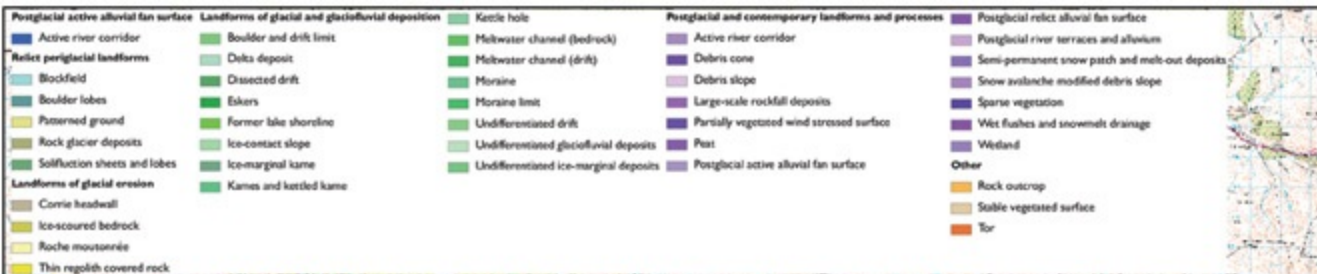 Postglacial active alluvial fan surface
Active river corridor
Relict periglacial landforms
Blockfield
Boulder lobes
Patterned ground
Rock glacier deposits
Solifluction sheets and lobes
Landforms of glacial erosion
Corrie headwall
Ice-scoured bedrock
Roche moutonnée
Thin regolith covered rock
Landforms of glacial and glaciofluvial deposition
Boulder and drift limit
Delta deposit
Dissected drift
Eskers
Former lake shoreline
Ice-contact slope
Ice-marginal kame
Kames and kettled kame
Kettle hole
Meltwater channel (bedrock)
Meltwater channel (drift)
Moraine
Moraine limit
Undifferentiated drift
Undifferentiated glaciofluvial deposits
Undifferentiated ice-marginal deposits
Postglacial and contemporary landforms and processes
Active river corridor
Debris cone
Debris slope
Large-scale rockfall deposits
Partially vegetated wind stressed surface
Peat
Postglacial active alluvial fan surface
Postglacial relict alluvial fan surface
Postglacial river terraces and alluvium
Semi-permanent snow patch and melt-out deposits
Snow avalanche modified debris slope
Sparse vegetation
Wet flushes and snowmelt drainage
Wetland
Other
Rock outcrop
Stable vegetated surface
Tor